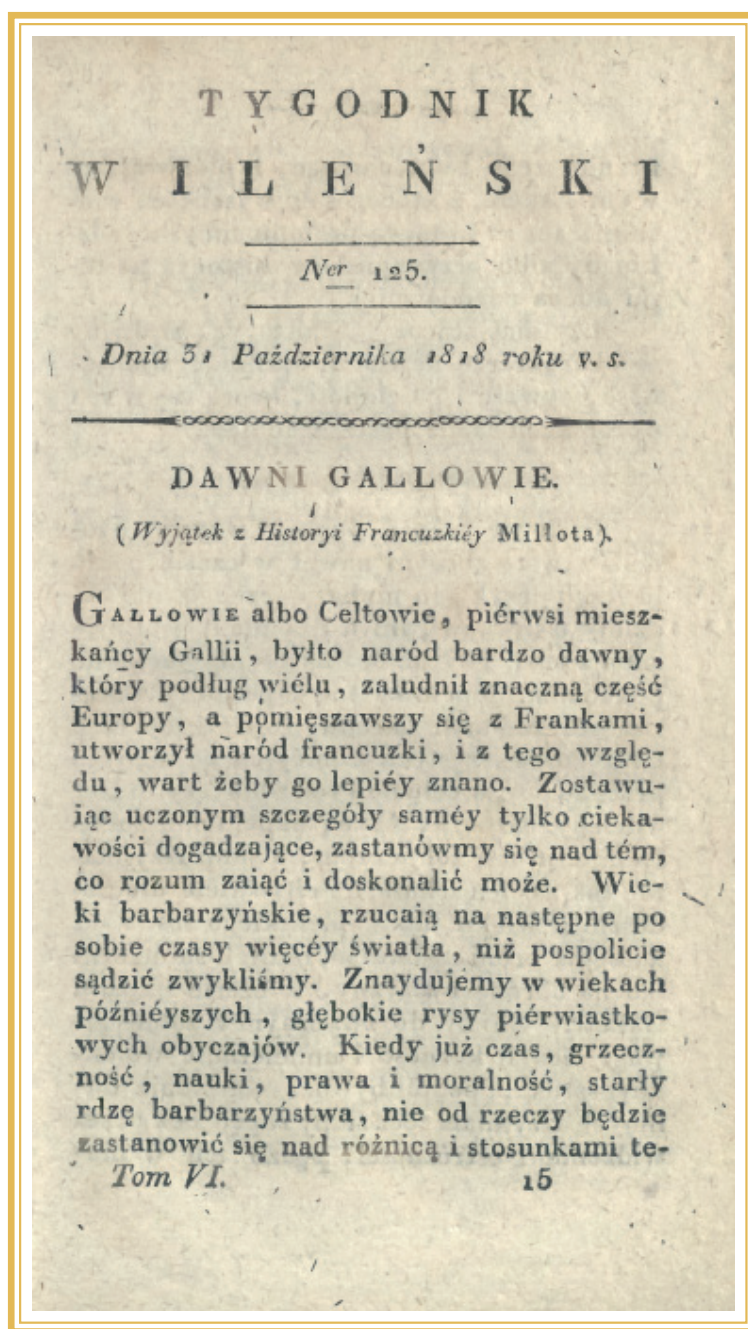 TYGODNIK
WILEŃSKI
Ner 125.
Dnia 31 Października 1818 roku v. s.
DAWNI GALLOWIE.
(Wyjątek z Historyi Francuzkiéy Millota).
GALLOWIE albo Celtowie, piérwsi miesz-
kańcy Gallii, byłto naród bardzo dawny,
który podług wiélu, zaludnił znaczną część
Europy, a pomięszawszy się z Frankami,
utworzył naród francuzki, i z tego wzglę-
du, wart żeby go lepiéy znano. Zostawu-
iąc uczonym szczegóły saméy tylko cieka-
wości dogadzające, zastanówmy się nad tém,
co rozum zaiąć i doskonalić może. Wie-
ki barbarzyńskie, rzucaią na następne po
sobie czasy więcéy światła, niż pospolicie
sądzić zwykliśmy. Znaydujemy w wiekach
późniéyszych, głębokie rysy piérwiastko-
wych obyczajów. Kiedy już czas, grzecz-
ność, nauki, prawa i moralność, starły
rdzę barbarzyństwa, nie od rzeczy będzie
zastanowić się nad różnicą i stosunkami te-
Tom VI. 15